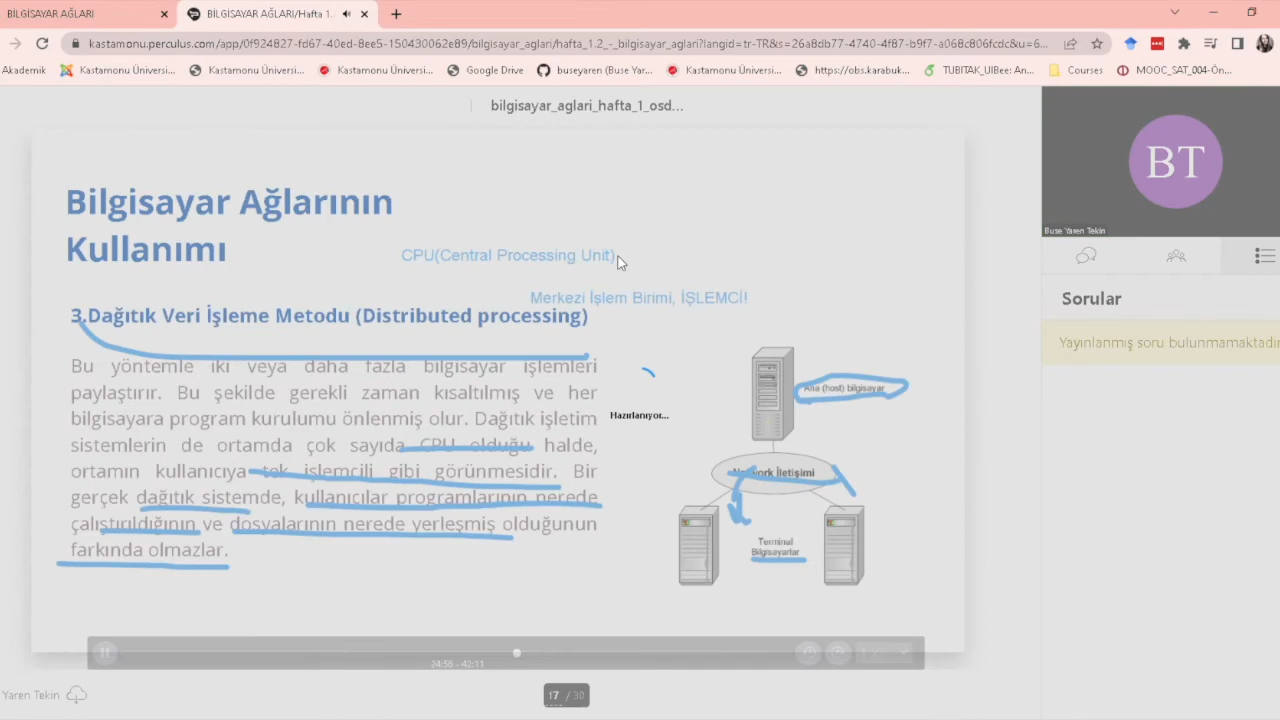 BİLGİSAYAR AĞLARI
BİLGİSAYAR AĞLARI/Hafta 1.
kastamonu.perculus.com/app/0f924827-fd67-40ed-8ee5-150431062fd9/bilgisayar_aglari/hafta_1.2_-_bilgisayar_aglari?langid=tr-TR&s=26a8db77-4740-4f87-b9f7-a068c806fcdc&u=6...
Akademik
Kastamonu Üniversi...
Kastamonu Üniversi...
Kastamonu Üniversi...
Google Drive
buseyaren (Buse Yar...
Kastamonu Üniversi...
https://obs.karabuk...
TUBITAK_UIBee: An...
Courses
MOOC_SAT_004-Ön...
bilgisayar_aglari_hafta_1_osd...
BT
Buse Yaren Tekin
Sorular
Yayınlanmış soru bulunmamaktadır
Bilgisayar Ağlarının
Kullanımı
CPU(Central Processing Unit)
Merkezi İşlem Birimi, İŞLEMCİ!
3.Dağıtık Veri İşleme Metodu (Distributed processing)
Bu yöntemle iki veya daha fazla bilgisayar işlemleri
paylaştırır. Bu şekilde gerekli zaman kısaltılmış ve her
bilgisayara program kurulumu önlenmiş olur. Dağıtık işletim
sistemlerin de ortamda çok sayıda CPU olduğu halde,
ortamın kullanıcıya tek işlemcili gibi görünmesidir. Bir
gerçek dağıtık sistemde, kullanıcılar programlarının nerede
çalıştırıldığının ve dosyalarının nerede yerleşmiş olduğunun
farkında olmazlar.
Hazırlanıyor...
Ana (host) bilgisayar
Network İletişimi
Terminal
Bilgisayarlar
24:58 - 42:11
Yaren Tekin
17 / 30